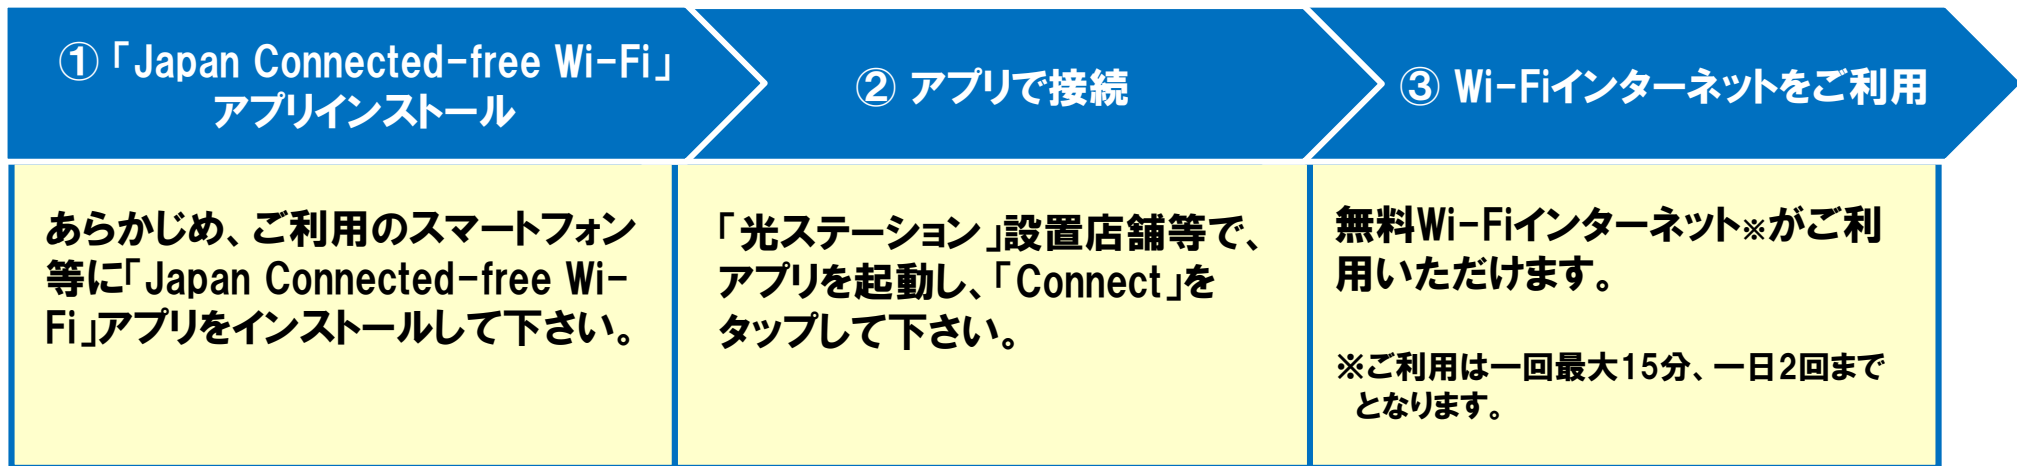 ①「Japan Connected-free Wi-Fi」
アプリインストール
② アプリで接続
③ Wi-Fiインターネットをご利用
あらかじめ、ご利用のスマートフォン
等に「Japan Connected-free Wi-
Fi」アプリをインストールして下さい。
「光ステーション」設置店舗等で、
アプリを起動し、「Connect」を
タップして下さい。
無料Wi-Fiインターネット※がご利
用いただけます。
※ご利用は一回最大15分、一日2回まで
となります。